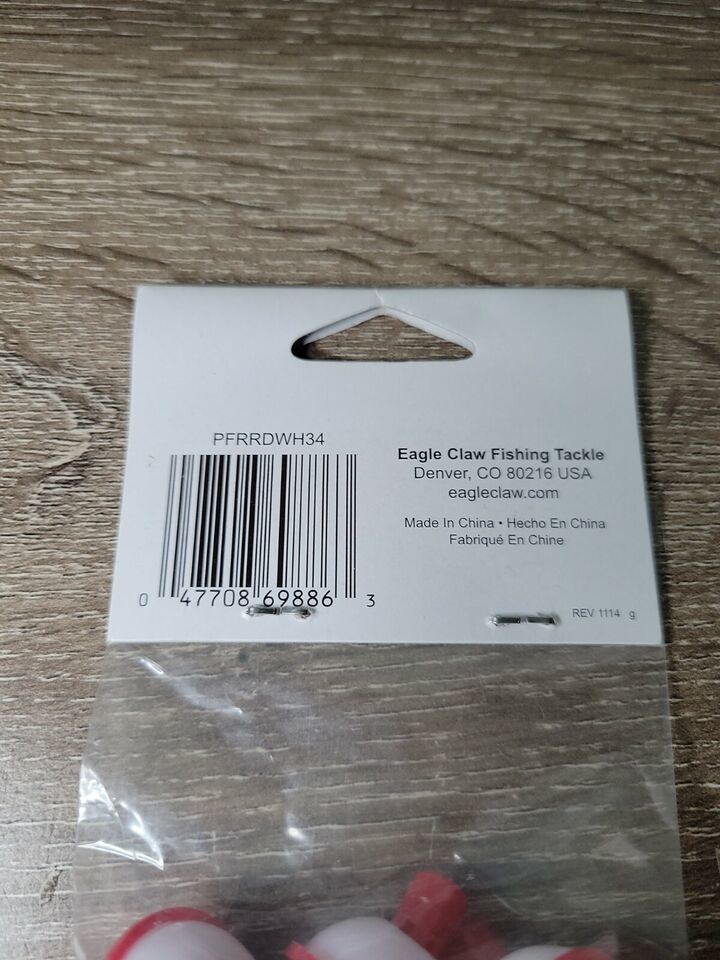 PFRRDWH34
0 47708 69886 3
Eagle Claw Fishing Tackle
Denver, CO 80216 USA
eagleclaw.com
Made In China • Hecho En China
Fabriqué En Chine
REV 1114 g